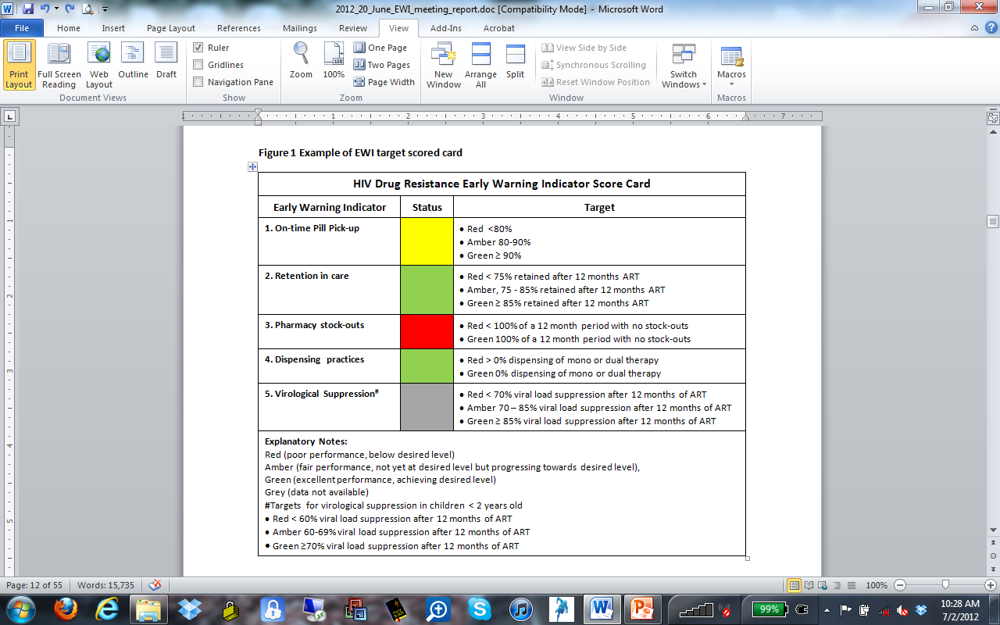 2012_20_June_EWI_meeting_report.doc [Compatibility Mode] - Microsoft Word
File Home Insert Page Layout References Mailings Review View Add-Ins Acrobat
Print Layout
Full Screen Reading
Web Layout
Outline
Draft
Document Views
Ruler
Gridlines
Navigation Pane
Show
Zoom
100
100%
One Page
Two Pages
Page Width
Zoom
New Window
Arrange All
Split
View Side by Side
Synchronous Scrolling
Reset Window Position
Window
Switch Windows
Macros
Macros
1 1 2 3 4 5 6 7
Figure 1 Example of EWI target scored card
HIV Drug Resistance Early Warning Indicator Score Card
Early Warning Indicator Status Target
1. On-time Pill Pick-up
• Red <80%
• Amber 80-90%
• Green ≥ 90%
2. Retention in care
• Red < 75% retained after 12 months ART
• Amber, 75 - 85% retained after 12 months ART
• Green ≥ 85% retained after 12 months ART
3. Pharmacy stock-outs
• Red < 100% of a 12 month period with no stock-outs
• Green 100% of a 12 month period with no stock-outs
4. Dispensing practices
• Red > 0% dispensing of mono or dual therapy
• Green 0% dispensing of mono or dual therapy
5. Virological Suppression#
• Red < 70% viral load suppression after 12 months of ART
• Amber 70 – 85% viral load suppression after 12 months of ART
• Green ≥ 85% viral load suppression after 12 months of ART
Explanatory Notes:
Red (poor performance, below desired level)
Amber (fair performance, not yet at desired level but progressing towards desired level),
Green (excellent performance, achieving desired level)
Grey (data not available)
#Targets for virological suppression in children < 2 years old
• Red < 60% viral load suppression after 12 months of ART
• Amber 60-69% viral load suppression after 12 months of ART
• Green ≥70% viral load suppression after 12 months of ART
1
2
3
4
5
Page: 12 of 55 Words: 15,735 100%
99%
10:28 AM
7/2/2012